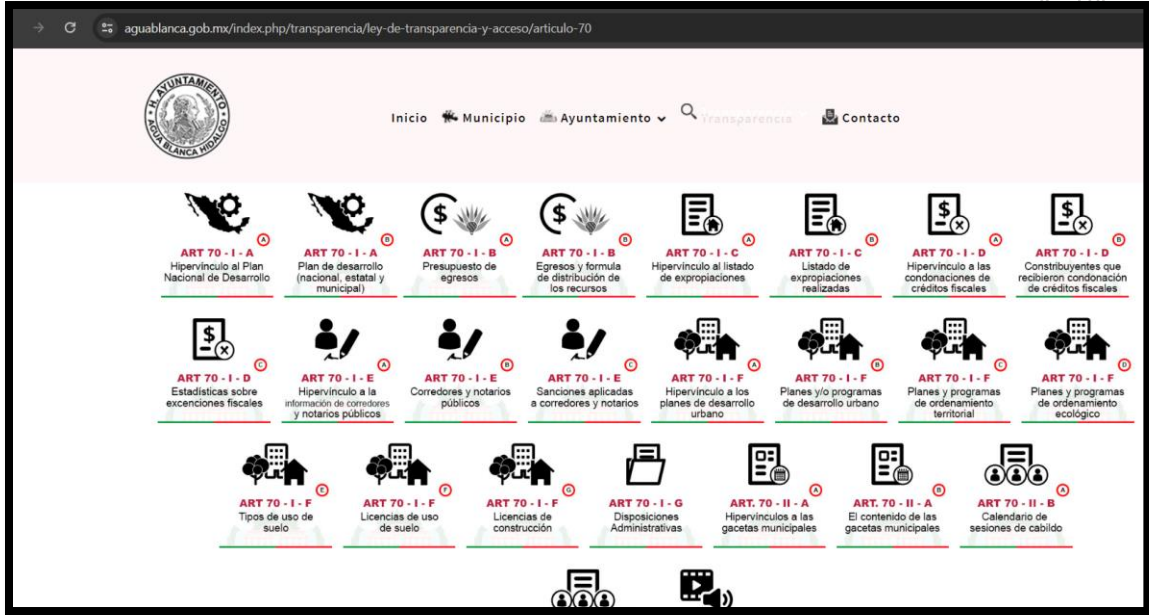 aguablanca.gob.mx/index.php/transparencia/ley-de-transparencia-y-acceso/articulo-70
H. AYUNTAMIENTO
AGUA BLANCA HIDALGO
Inicio Municipio Ayuntamiento Transparencia Contacto
A
ART 70 - I - A
Hipervínculo al Plan
Nacional de Desarrollo
B
ART 70 - I - A
Plan de desarrollo
(nacional, estatal y
municipal)
A
ART 70 - I - B
Presupuesto de
egresos
B
ART 70 - I - B
Egresos y formula
de distribución de
los recursos
A
ART 70 - I - C
Hipervínculo al listado
de expropiaciones
B
ART 70 - I - C
Listado de
expropiaciones
realizadas
A
ART 70 - I - D
Hipervínculo a las
condonaciones de
créditos fiscales
B
ART 70 - I - D
Constribuyentes que
recibieron condonación
de créditos fiscales
C
ART 70 - I - D
Estadísticas sobre
excenciones fiscales
A
ART 70 - I - E
Hipervínculo a la
información de corredores
y notarios públicos
B
ART 70 - I - E
Corredores y notarios
públicos
C
ART 70 - I - E
Sanciones aplicadas
a corredores y notarios
A
ART 70 - I - F
Hipervínculo a los
planes de desarrollo
urbano
B
ART 70 - I - F
Planes y/o programas
de desarrollo urbano
C
ART 70 - I - F
Planes y programas
de ordenamiento
territorial
D
ART 70 - I - F
Planes y programas
de ordenamiento
ecológico
E
ART 70 - I - F
Tipos de uso de
suelo
F
ART 70 - I - F
Licencias de uso
de suelo
G
ART 70 - I - F
Licencias de
construcción
ART 70 - I - G
Disposiciones
Administrativas
A
ART. 70 - II - A
Hipervínculos a las
gacetas municipales
B
ART. 70 - II - A
El contenido de las
gacetas municipales
A
ART 70 - II - B
Calendario de
sesiones de cabildo